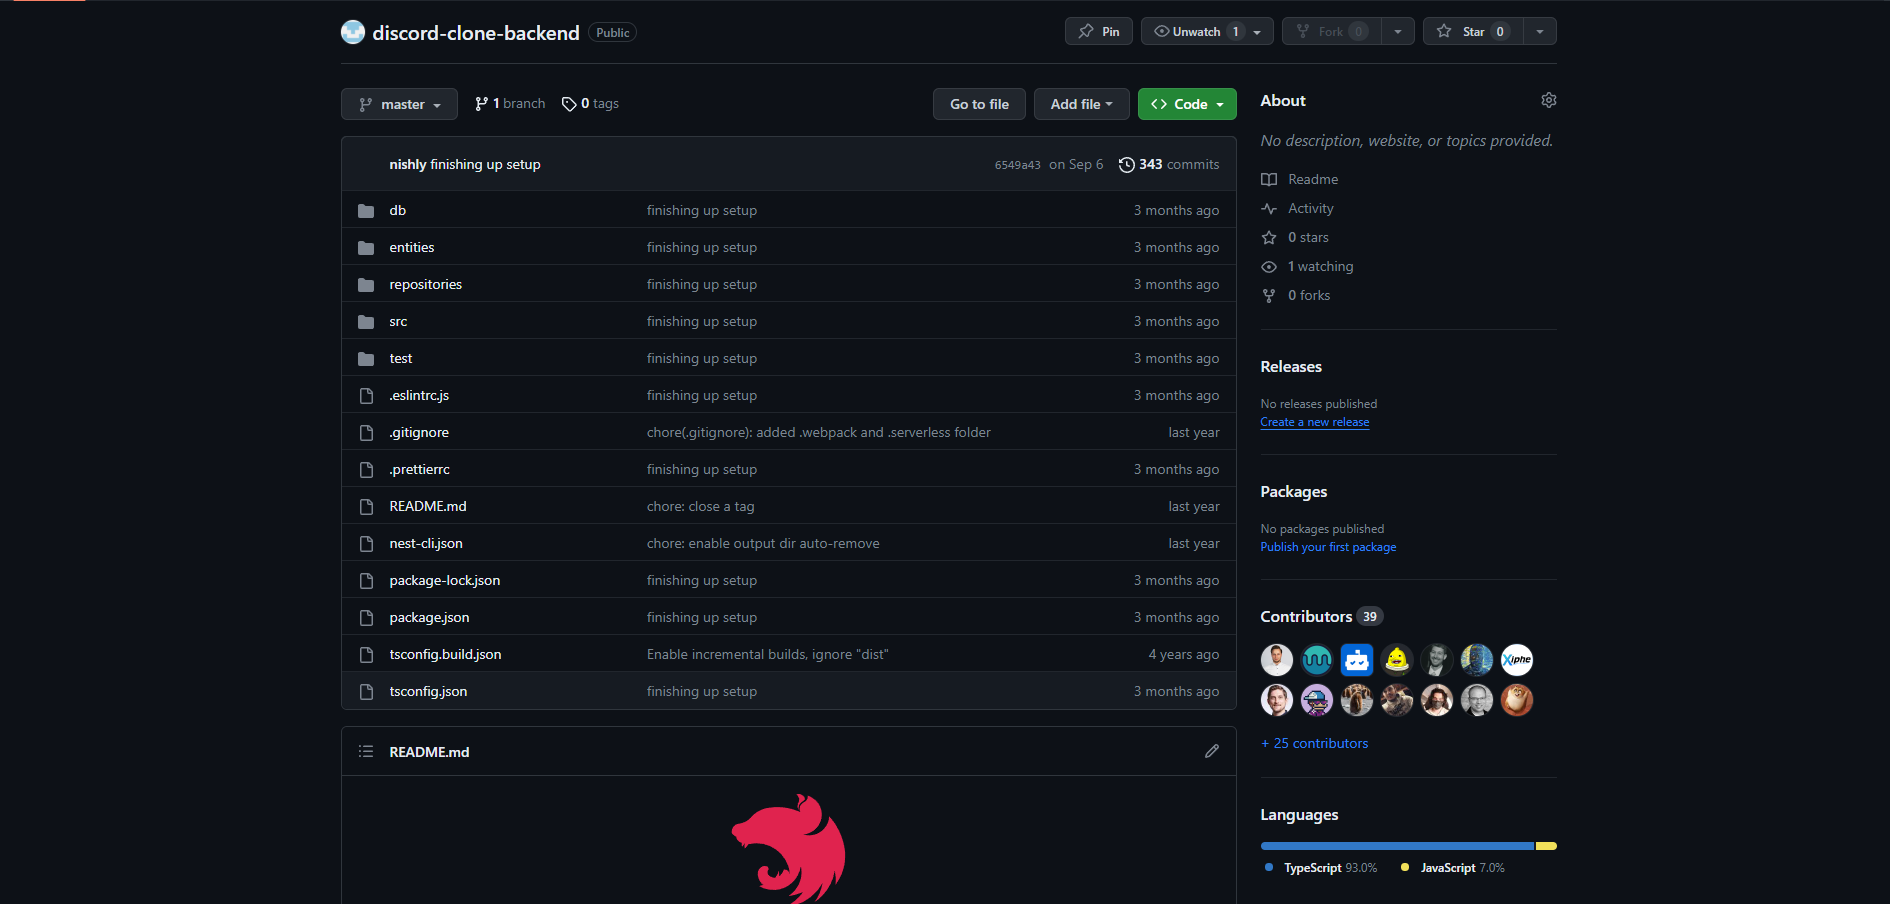 discord-clone-backend Public
Pin Unwatch 1 Fork 0 Star 0
master 1 branch 0 tags Go to file Add file Code
nishly finishing up setup 6549a43 on Sep 6 343 commits
db finishing up setup 3 months ago
entities finishing up setup 3 months ago
repositories finishing up setup 3 months ago
src finishing up setup 3 months ago
test finishing up setup 3 months ago
.eslintrc.js finishing up setup 3 months ago
.gitignore chore(.gitignore): added .webpack and .serverless folder last year
.prettierrc finishing up setup 3 months ago
README.md chore: close a tag last year
nest-cli.json chore: enable output dir auto-remove last year
package-lock.json finishing up setup 3 months ago
package.json finishing up setup 3 months ago
tsconfig.build.json Enable incremental builds, ignore "dist" 4 years ago
tsconfig.json finishing up setup 3 months ago
README.md
About
No description, website, or topics provided.
Readme
Activity
0 stars
1 watching
0 forks
Releases
No releases published
Create a new release
Packages
No packages published
Publish your first package
Contributors 39
Xiphe
+ 25 contributors
Languages
TypeScript 93.0% JavaScript 7.0%